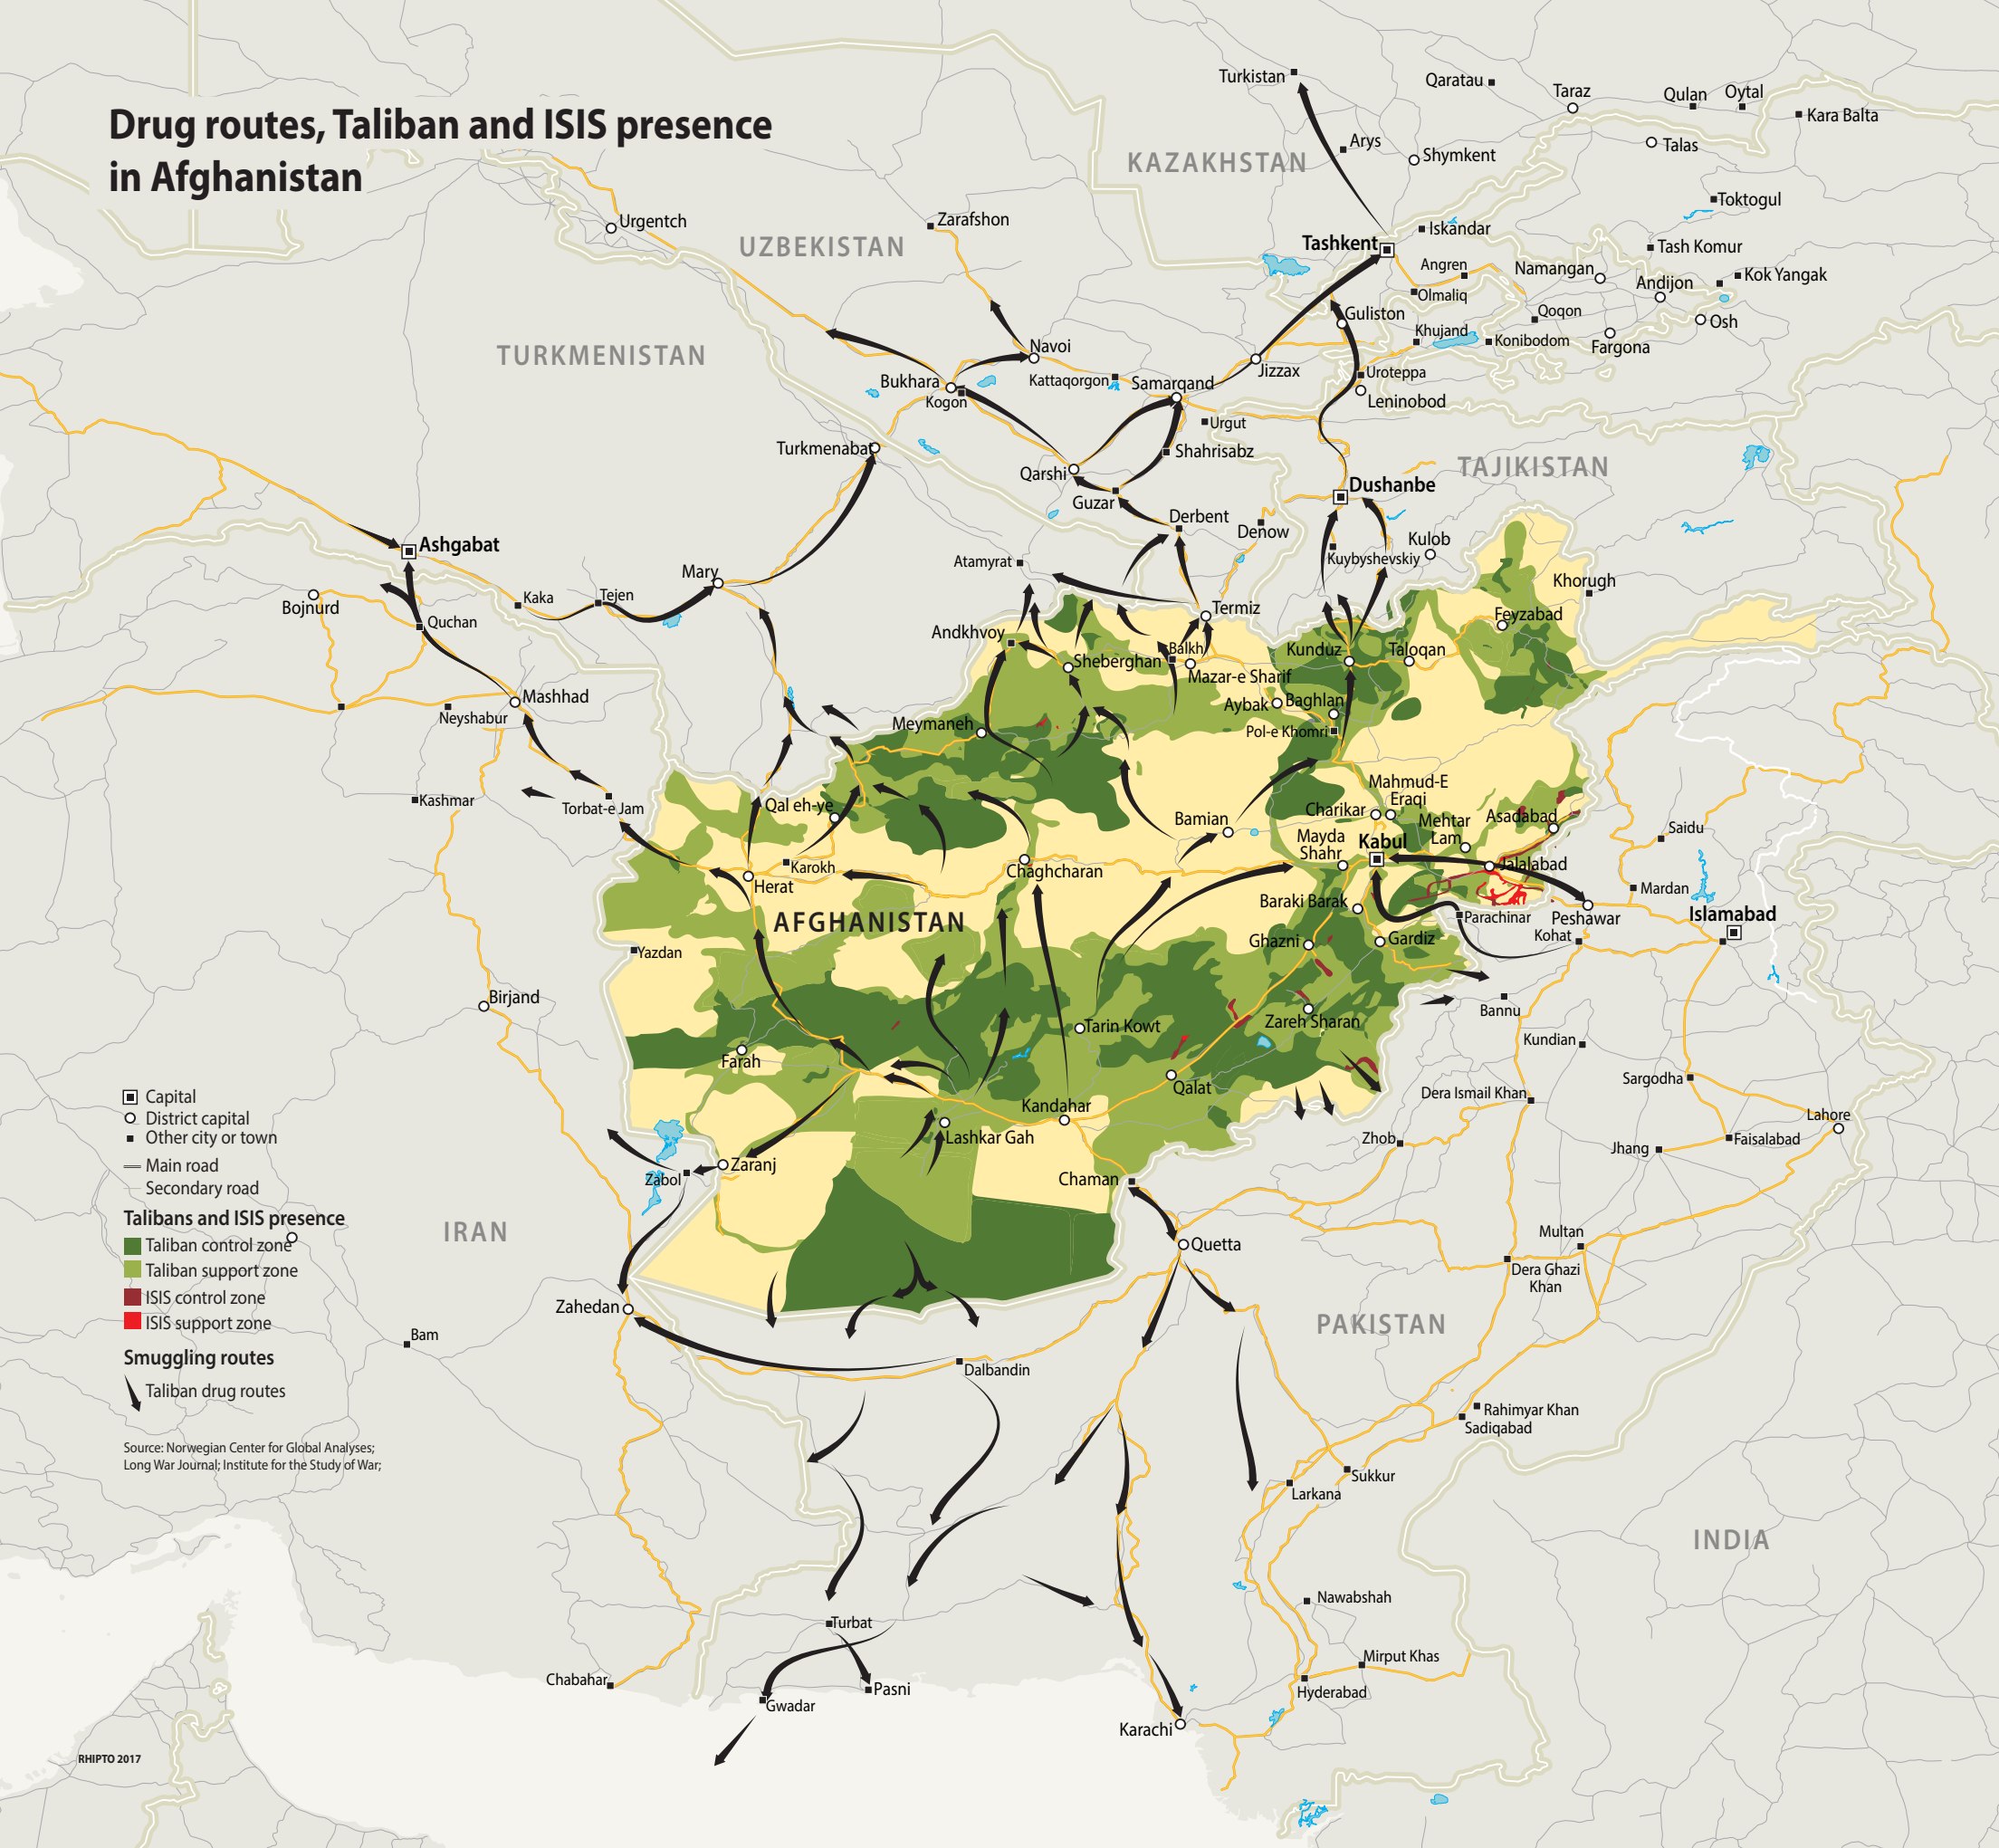 Drug routes, Taliban and ISIS presence
in Afghanistan
Turkistan
Qaratau
Taraz
Qulan
Oytal
Kara Balta
Arys
Shymkent
Talas
KAZAKHSTAN
Toktogul
Urgentch
Zarafshon
UZBEKISTAN
Tashkent
Iskandar
Tash Komur
Angren
Namangan
Kok Yangak
Andijon
Olmaliq
Guliston
Qoqon
Osh
Khujand
Konibodom
Fargona
TURKMENISTAN
Navoi
Jizzax
Uroteppa
Bukhara
Kattaqorgon
Samarqand
Kogon
Leninobod
Urgut
Turkmenabat
Shahrisabz
Qarshi
TAJIKISTAN
Guzar
Dushanbe
Derbent
Denow
Ashgabat
Kulob
Kuybyshevskiy
Atamyrat
Mary
Khorugh
Bojnurd
Kaka
Tejen
Termiz
Feyzabad
Quchan
Andkhvoy
Balkh
Kunduz
Taloqan
Sheberghan
Mazar-e Sharif
Mashhad
Neyshabur
Aybak
Baghlan
Meymaneh
Pol-e Khomri
Kashmar
Torbat-e Jam
Qal eh-ye
Mahmud-E
Eraqi
Charikar
Bamian
Mehtar
Lam
Asadabad
Saidu
Mayda
Shahr
Kabul
Jalalabad
Karokh
Herat
Chaghcharan
Mardan
Baraki Barak
AFGHANISTAN
Parachinar
Peshawar
Islamabad
Kohat
Ghazni
Gardiz
Yazdan
Birjand
Bannu
Tarin Kowt
Zareh Sharan
Kundian
Farah
Sargodha
Qalat
Dera Ismail Khan
Kandahar
Lahore
Lashkar Gah
Zhob
Faisalabad
Jhang
Zaranj
Zabol
Chaman
IRAN
Multan
Quetta
Dera Ghazi
Khan
Zahedan
PAKISTAN
Bam
Dalbandin
Rahimyar Khan
Sadiqabad
Sukkur
Larkana
INDIA
Nawabshah
Turbat
Mirput Khas
Chabahar
Pasni
Hyderabad
Gwadar
Karachi
Capital
District capital
Other city or town
Main road
Secondary road
Talibans and ISIS presence
Taliban control zone
Taliban support zone
ISIS control zone
ISIS support zone
Smuggling routes
Taliban drug routes
Source: Norwegian Center for Global Analyses;
Long War Journal; Institute for the Study of War;
RHIPTO 2017